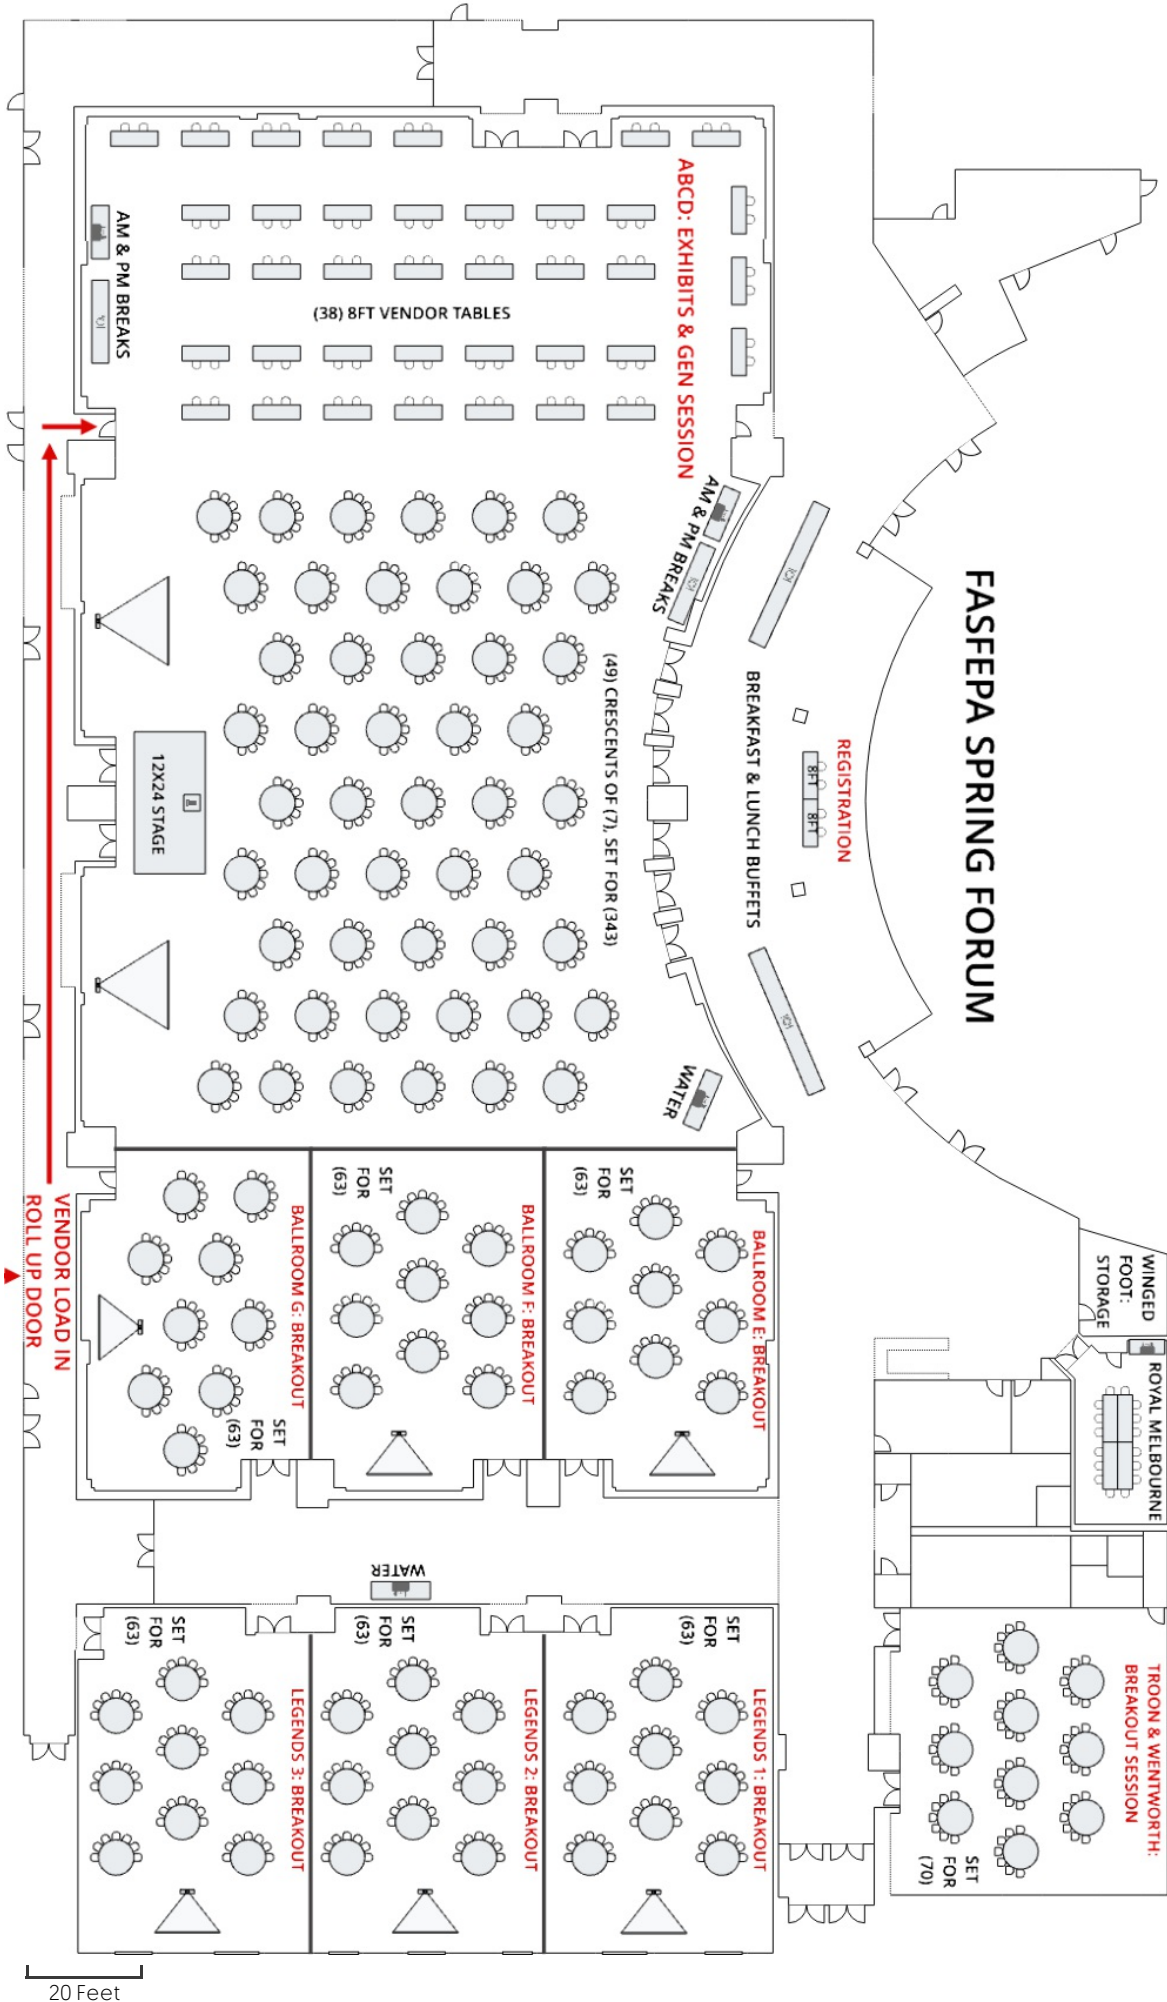 FASFEPA SPRING FORUM
ABCD: EXHIBITS & GEN SESSION
AM & PM BREAKS
(38) 8FT VENDOR TABLES
AM & PM BREAKS
(49) CRESCENTS OF (7), SET FOR (343)
BREAKFAST & LUNCH BUFFETS
REGISTRATION
8FT
8FT
12X24 STAGE
WATER
VENDOR LOAD IN
ROLL UP DOOR
BALLROOM G: BREAKOUT
SET
FOR
(63)
BALLROOM F: BREAKOUT
SET
FOR
(63)
BALLROOM E: BREAKOUT
SET
FOR
(63)
WINGED
FOOT:
STORAGE
ROYAL MELBOURNE
WATER
LEGENDS 3: BREAKOUT
SET
FOR
(63)
LEGENDS 2: BREAKOUT
SET
FOR
(63)
LEGENDS 1: BREAKOUT
SET
FOR
(63)
TROON & WENTWORTH:
BREAKOUT SESSION
SET
FOR
(70)
20 Feet